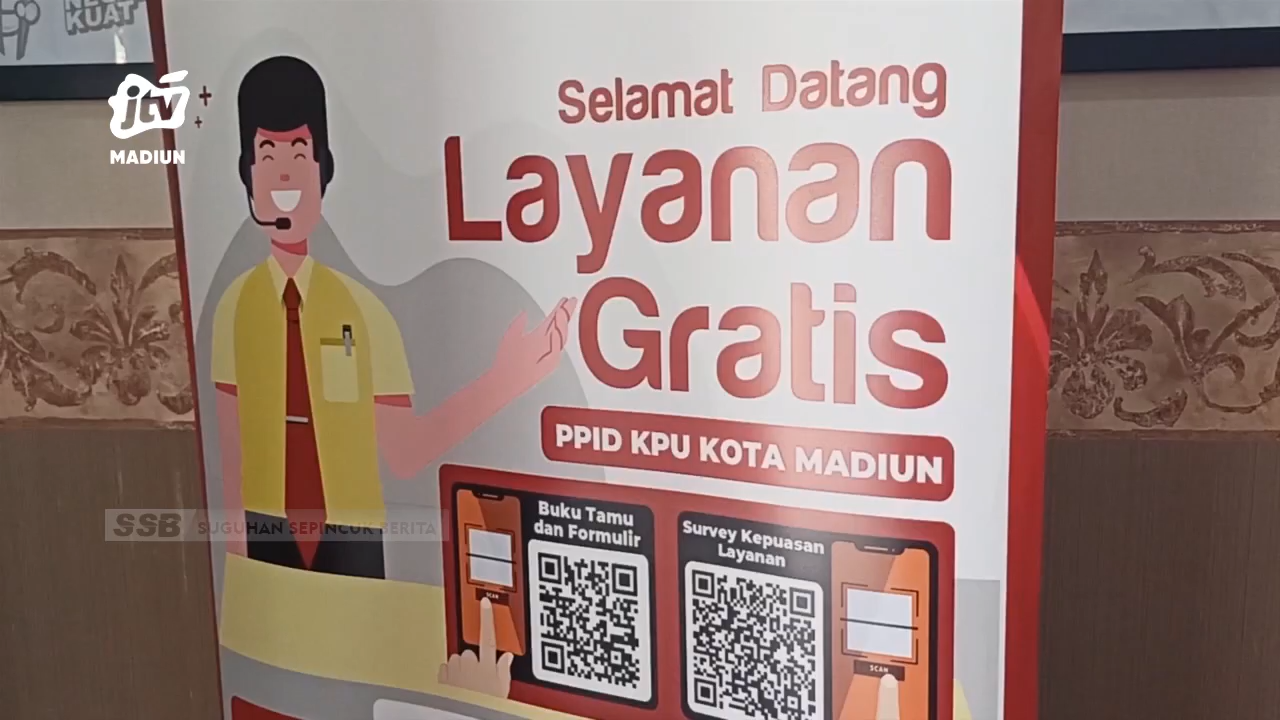 KUAT
jtv
MADIUN
Selamat Datang
Layanan
Gratis
PPID KPU KOTA MADIUN
Buku Tamu
dan Formulir
Survey Kepuasan
Layanan
SCAN
SCAN
SSB SUGUHAN SEPINCUK BERITA